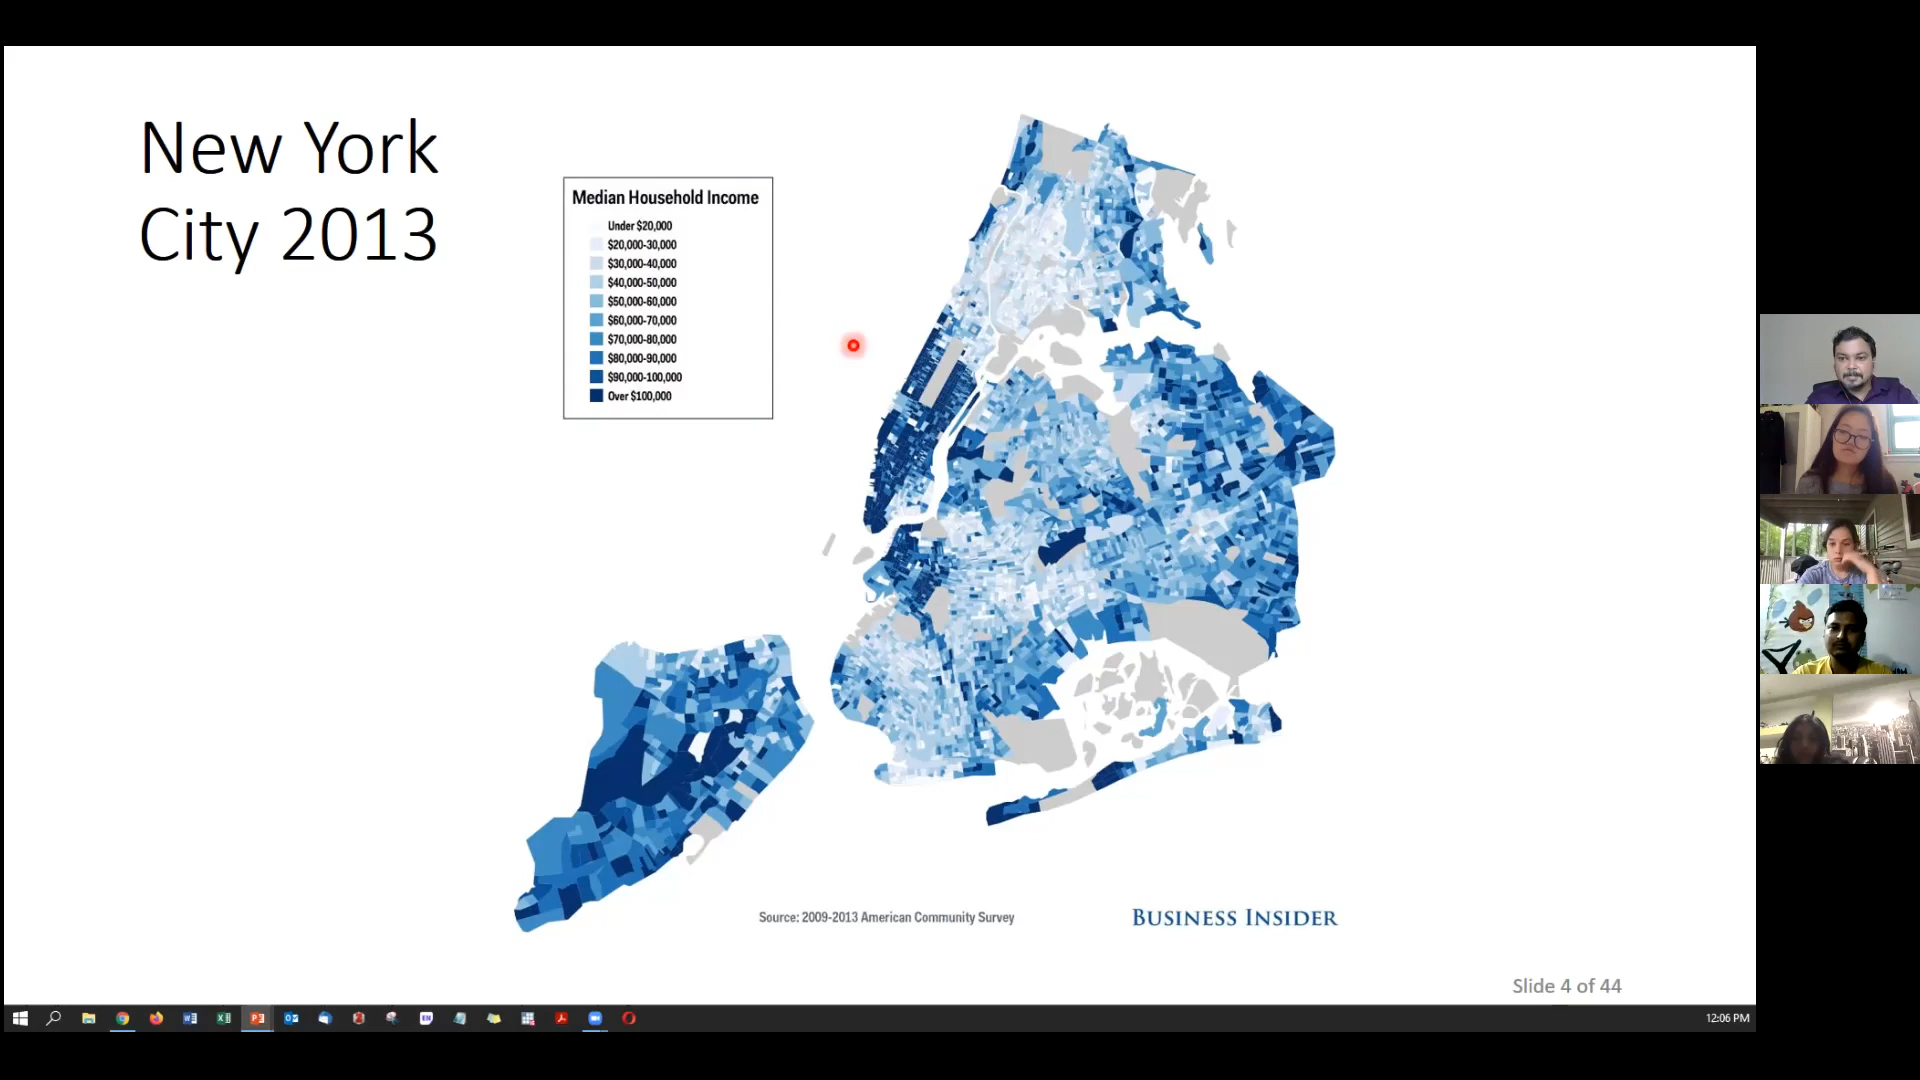 New York
City 2013
Median Household Income
Under $20,000
$20,000-30,000
$30,000-40,000
$40,000-50,000
$50,000-60,000
$60,000-70,000
$70,000-80,000
$80,000-90,000
$90,000-100,000
Over $100,000
Source: 2009-2013 American Community Survey
BUSINESS INSIDER
Slide 4 of 44
12:06 PM